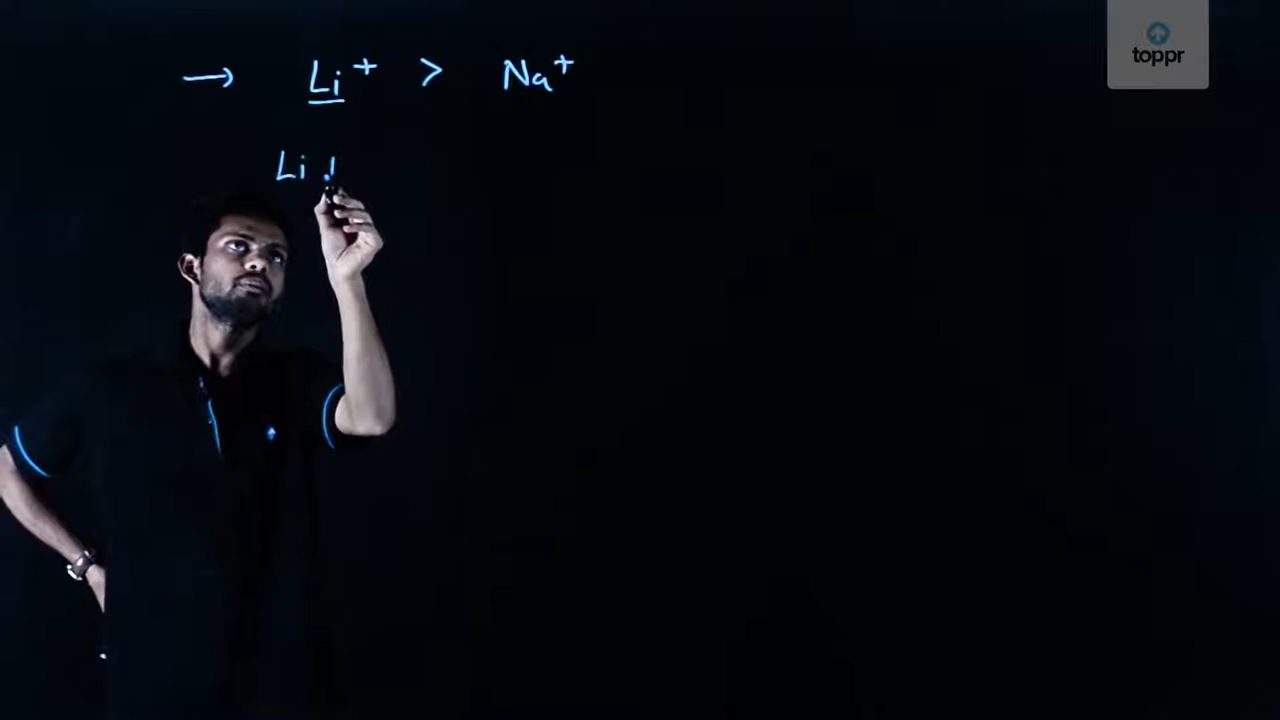 toppr
→ Li⁺ > Na⁺
Li